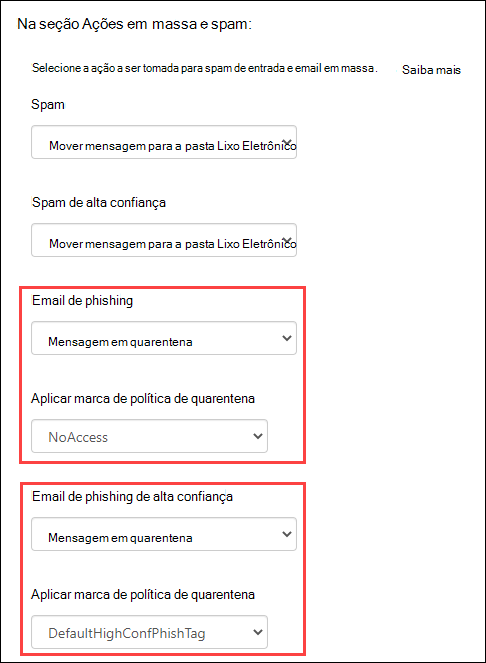 Na seção Ações em massa e spam:
Selecione a ação a ser tomada para spam de entrada e email em massa. Saiba mais
Spam
Mover mensagem para a pasta Lixo Eletrônico
Spam de alta confiança
Mover mensagem para a pasta Lixo Eletrônico
Email de phishing
Mensagem em quarentena
Aplicar marca de política de quarentena
NoAccess
Email de phishing de alta confiança
Mensagem em quarentena
Aplicar marca de política de quarentena
DefaultHighConfPhishTag